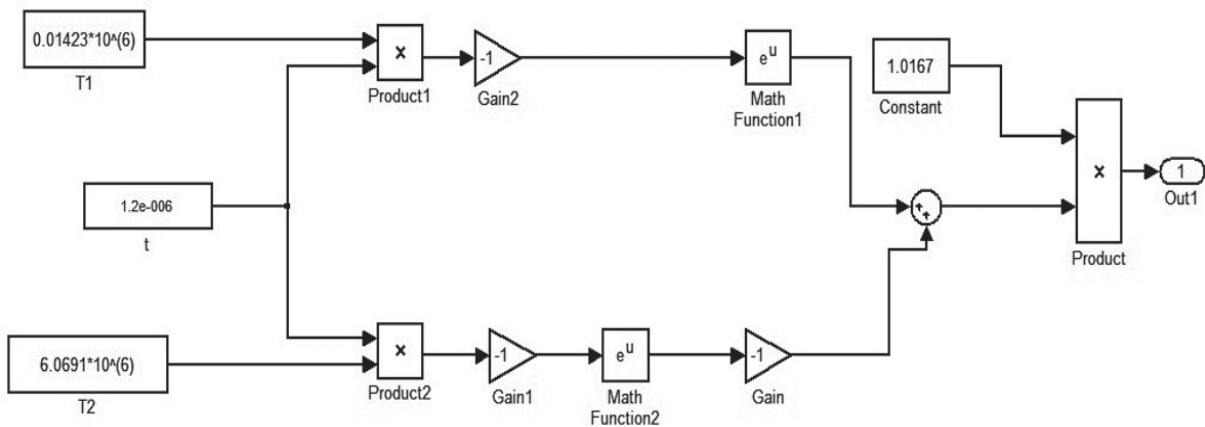 0.01423*10^(6)
T1
×
Product1
-1
Gain2
e^u
Math
Function1
1.0167
Constant
×
Product
1
Out1
1.2e-006
t
6.0691*10^(6)
T2
×
Product2
-1
Gain1
e^u
Math
Function2
-1
Gain
+
+